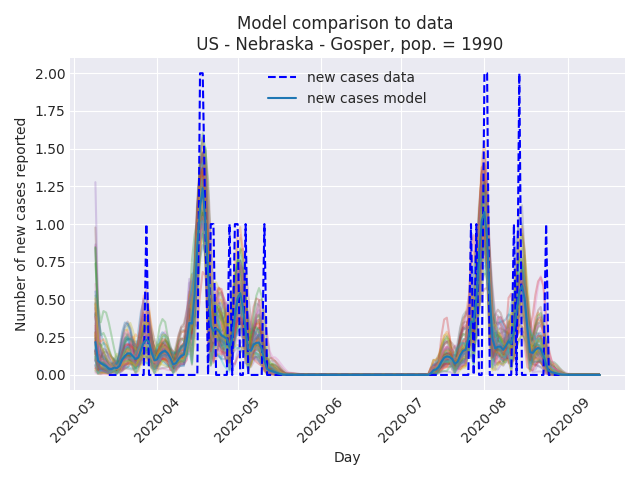 Model comparison to data
US - Nebraska - Gosper, pop. = 1990
new cases data
new cases model
Number of new cases reported
2.00
1.75
1.50
1.25
1.00
0.75
0.50
0.25
0.00
2020-03
2020-04
2020-05
2020-06
2020-07
2020-08
2020-09
Day